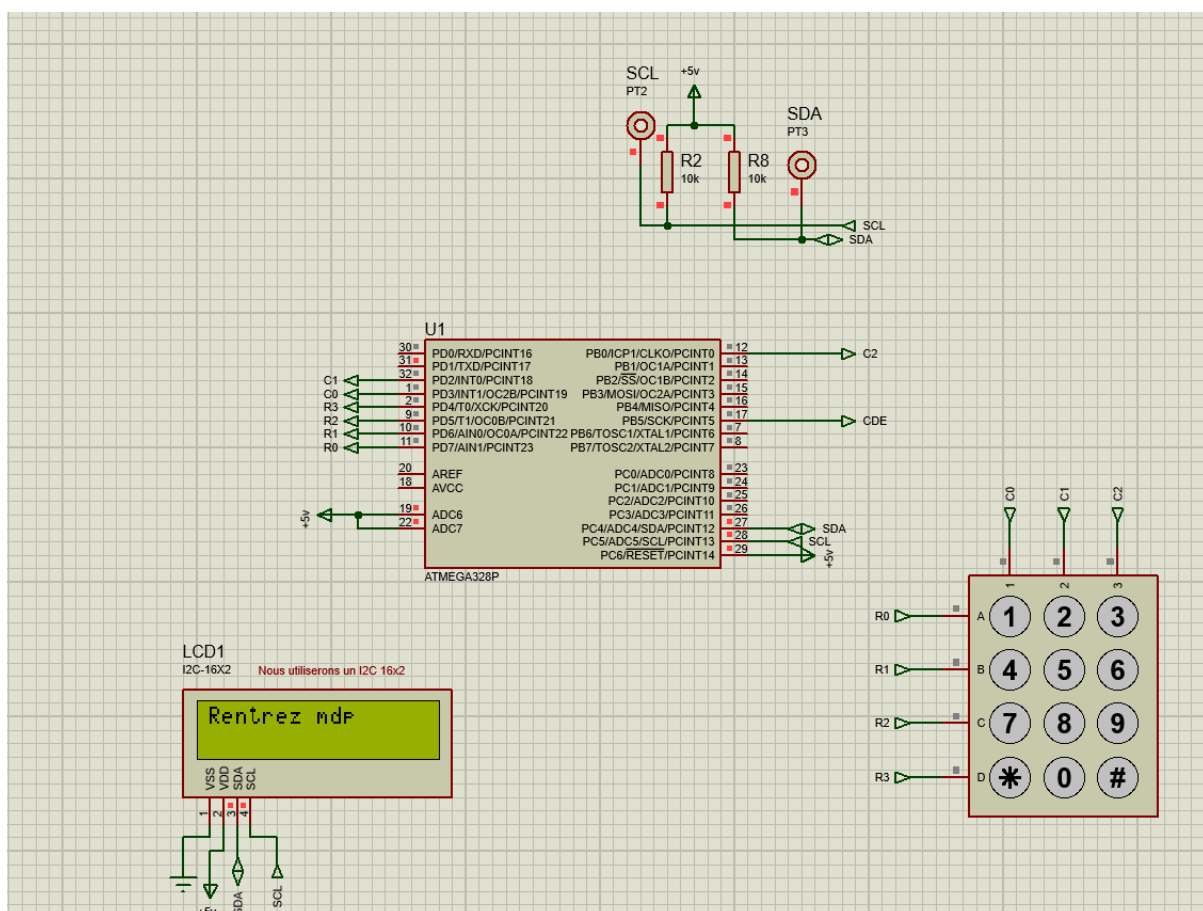 SCL
PT2
+5v
SDA
PT3
R2
10k
R8
10k
SCL
SDA
U1
30 PD0/RXD/PCINT16
31 PD1/TXD/PCINT17
C1 32 PD2/INT0/PCINT18
C0 1 PD3/INT1/OC2B/PCINT19
R3 2 PD4/T0/XCK/PCINT20
R2 9 PD5/T1/OC0B/PCINT21
R1 10 PD6/AIN0/OC0A/PCINT22
R0 11 PD7/AIN1/PCINT23
20 AREF
18 AVCC
+5v
19 ADC6
22 ADC7
PB0/ICP1/CLKO/PCINT0 12 C2
PB1/OC1A/PCINT1 13
PB2/SS/OC1B/PCINT2 14
PB3/MOSI/OC2A/PCINT3 15
PB4/MISO/PCINT4 16
PB5/SCK/PCINT5 17 CDE
PB6/TOSC1/XTAL1/PCINT6 7
PB7/TOSC2/XTAL2/PCINT7 8
PC0/ADC0/PCINT8 23
PC1/ADC1/PCINT9 24
PC2/ADC2/PCINT10 25
PC3/ADC3/PCINT11 26
PC4/ADC4/SDA/PCINT12 27 SDA
PC5/ADC5/SCL/PCINT13 28 SCL
PC6/RESET/PCINT14 29 +5v
ATMEGA328P
C0 C1 C2
1 2 3
R0 A 1 2 3
R1 B 4 5 6
R2 C 7 8 9
R3 D * 0 #
LCD1
I2C-16X2
Nous utiliserons un I2C 16x2
Rentrez mdp
VSS VDD SDA SCL
1 2 3 4
+5v SDA SCL